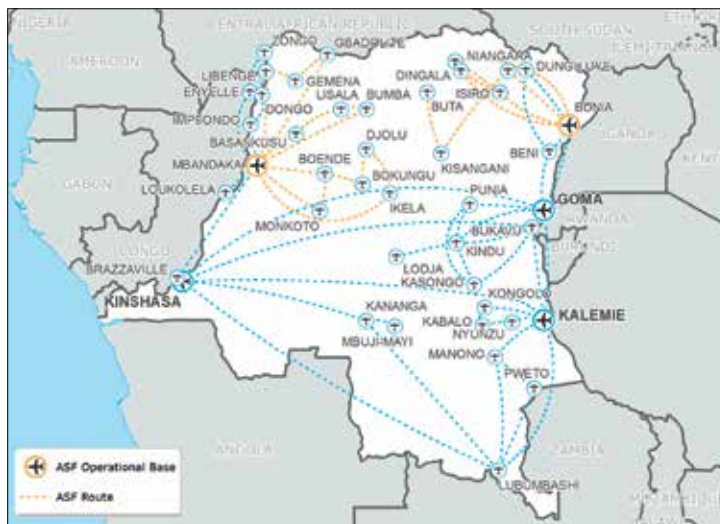 NIGERIA
CENTRAL AFRICAN REPUBLIC
SOUTH SUDAN
CAMEROON
ZONGO
GBADOLITE
NIANGARA
DINGALA
LIBENGE
ENYELLE
GEMENA
LISALA
BUMBA
ISIRO
DONGO
BUTA
BUNIA
IMPFONDO
BASANKUSU
DJOLU
UGANDA
MBANDAKA
BOENDE
KISANGANI
BENI
GABON
LOUKOLELA
BOKUNGU
PUNIA
IKELA
GOMA
MONKOTO
BUKAVU
RWANDA
CONGO
KINDU
BURUNDI
BRAZZAVILLE
LODJA
KASONGO
KINSHASA
KONGOLO
KANANGA
KABALO
KALEMIE
NYUNZU
MBUJI-MAYI
MANONO
PWETO
ANGOLA
ZAMBIA
ASF Operational Base
LUBUMBASHI
ASF Route